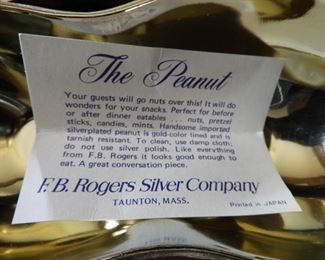 The Peanut
Your guests will go nuts over this! It will do
wonders for your snacks. Perfect for before
or after dinner eatables ... nuts, pretzel
sticks, candies, mints. Handsome imported
silverplated peanut is gold-color lined and is
tarnish resistant. To clean, use damp cloth;
do not use silver polish. Like everything
from F.B. Rogers it looks good enough to
eat. A great conversation piece.
F.B. Rogers Silver Company
TAUNTON, MASS.
Printed in JAPAN